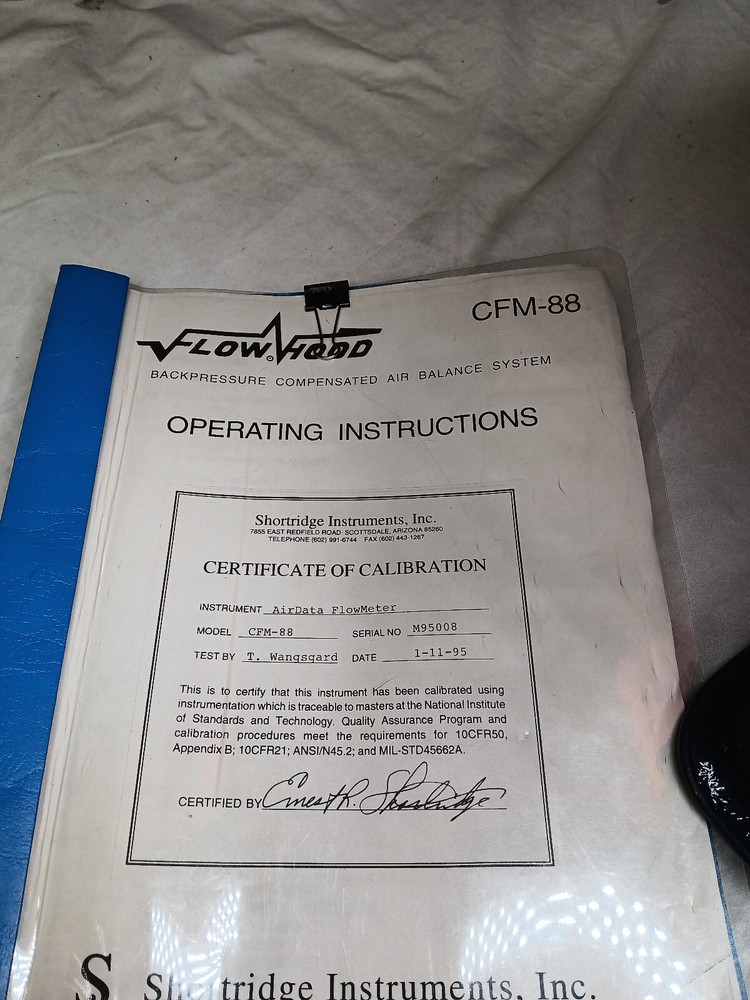 CFM-88
FLOWHOOD®
BACKPRESSURE COMPENSATED AIR BALANCE SYSTEM
OPERATING INSTRUCTIONS
Shortridge Instruments, Inc.
7855 EAST REDFIELD ROAD SCOTTSDALE, ARIZONA 85260
TELEPHONE (602) 991-6744 FAX (602) 443-1267
CERTIFICATE OF CALIBRATION
INSTRUMENT AirData FlowMeter
MODEL CFM-88 SERIAL NO M95008
TEST BY T. Wangsgard DATE 1-11-95
This is to certify that this instrument has been calibrated using
instrumentation which is traceable to masters at the National Institute
of Standards and Technology. Quality Assurance Program and
calibration procedures meet the requirements for 10CFR50,
Appendix B; 10CFR21; ANSI/N45.2; and MIL-STD45662A.
CERTIFIED BY Ernest R. Shortridge
S Shortridge Instruments, Inc.